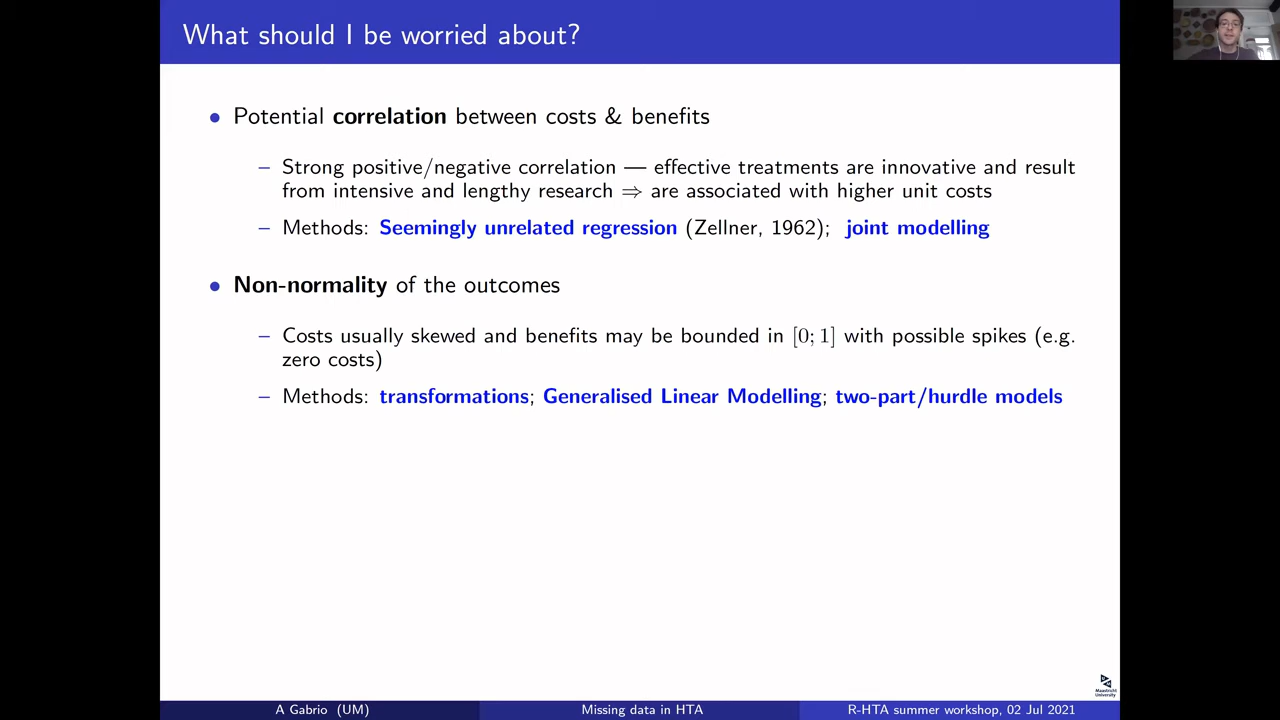 What should I be worried about?
• Potential correlation between costs & benefits
– Strong positive/negative correlation — effective treatments are innovative and result
from intensive and lengthy research ⇒ are associated with higher unit costs
– Methods: Seemingly unrelated regression (Zellner, 1962); joint modelling
• Non-normality of the outcomes
– Costs usually skewed and benefits may be bounded in [0; 1] with possible spikes (e.g.
zero costs)
– Methods: transformations; Generalised Linear Modelling; two-part/hurdle models
Maastricht
University
A Gabrio (UM)
Missing data in HTA
R-HTA summer workshop, 02 Jul 2021